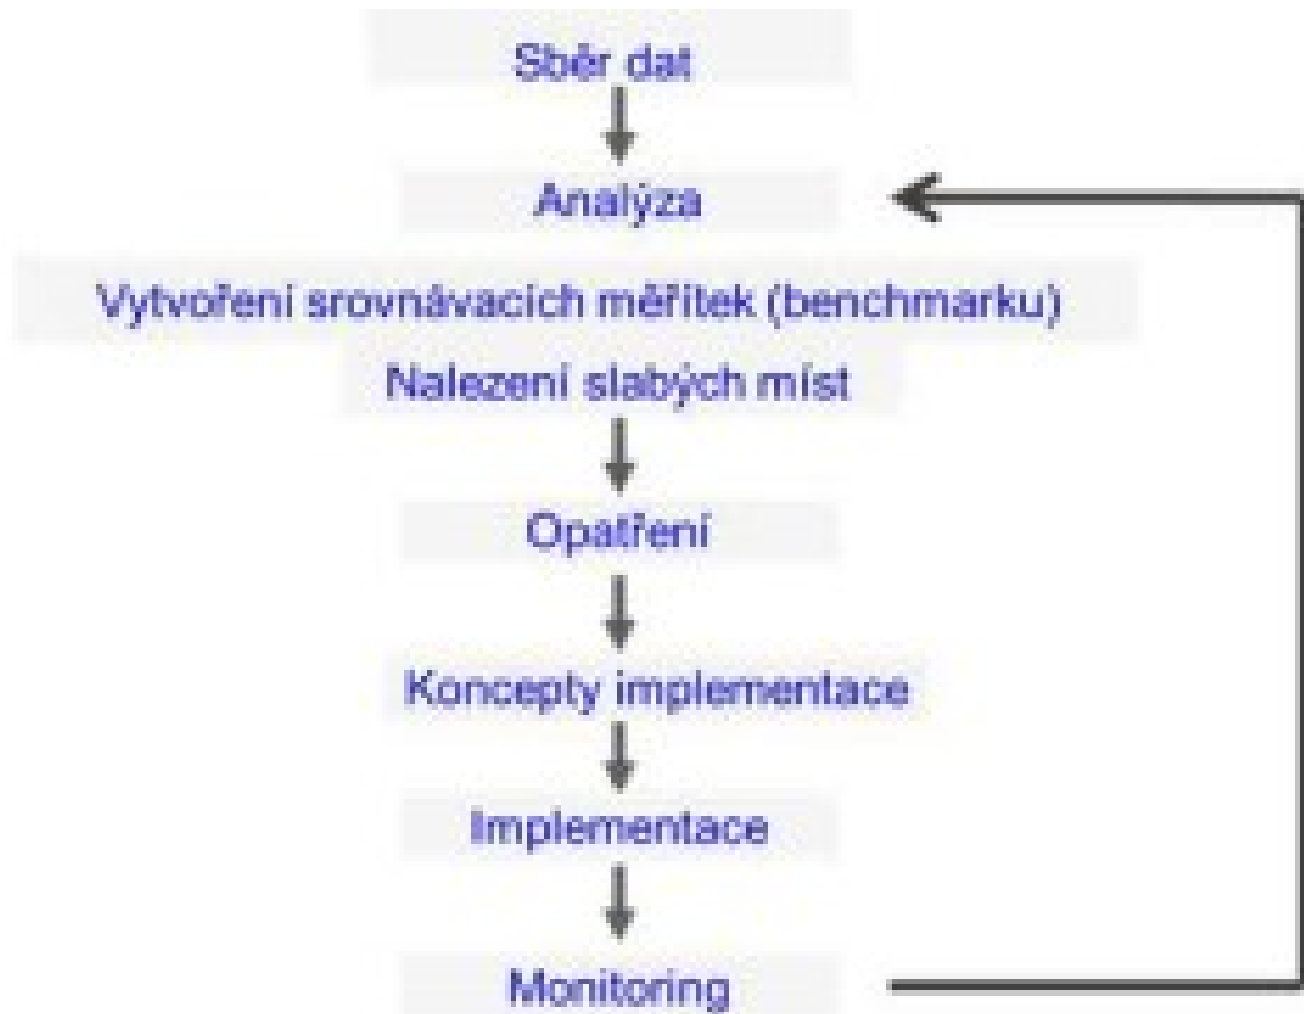 Sběr dat
Analýza
Vytvoření srovnávacích měřítek (benchmarku)
Nalezení slabých míst
Opatření
Koncepty implementace
Implementace
Monitoring